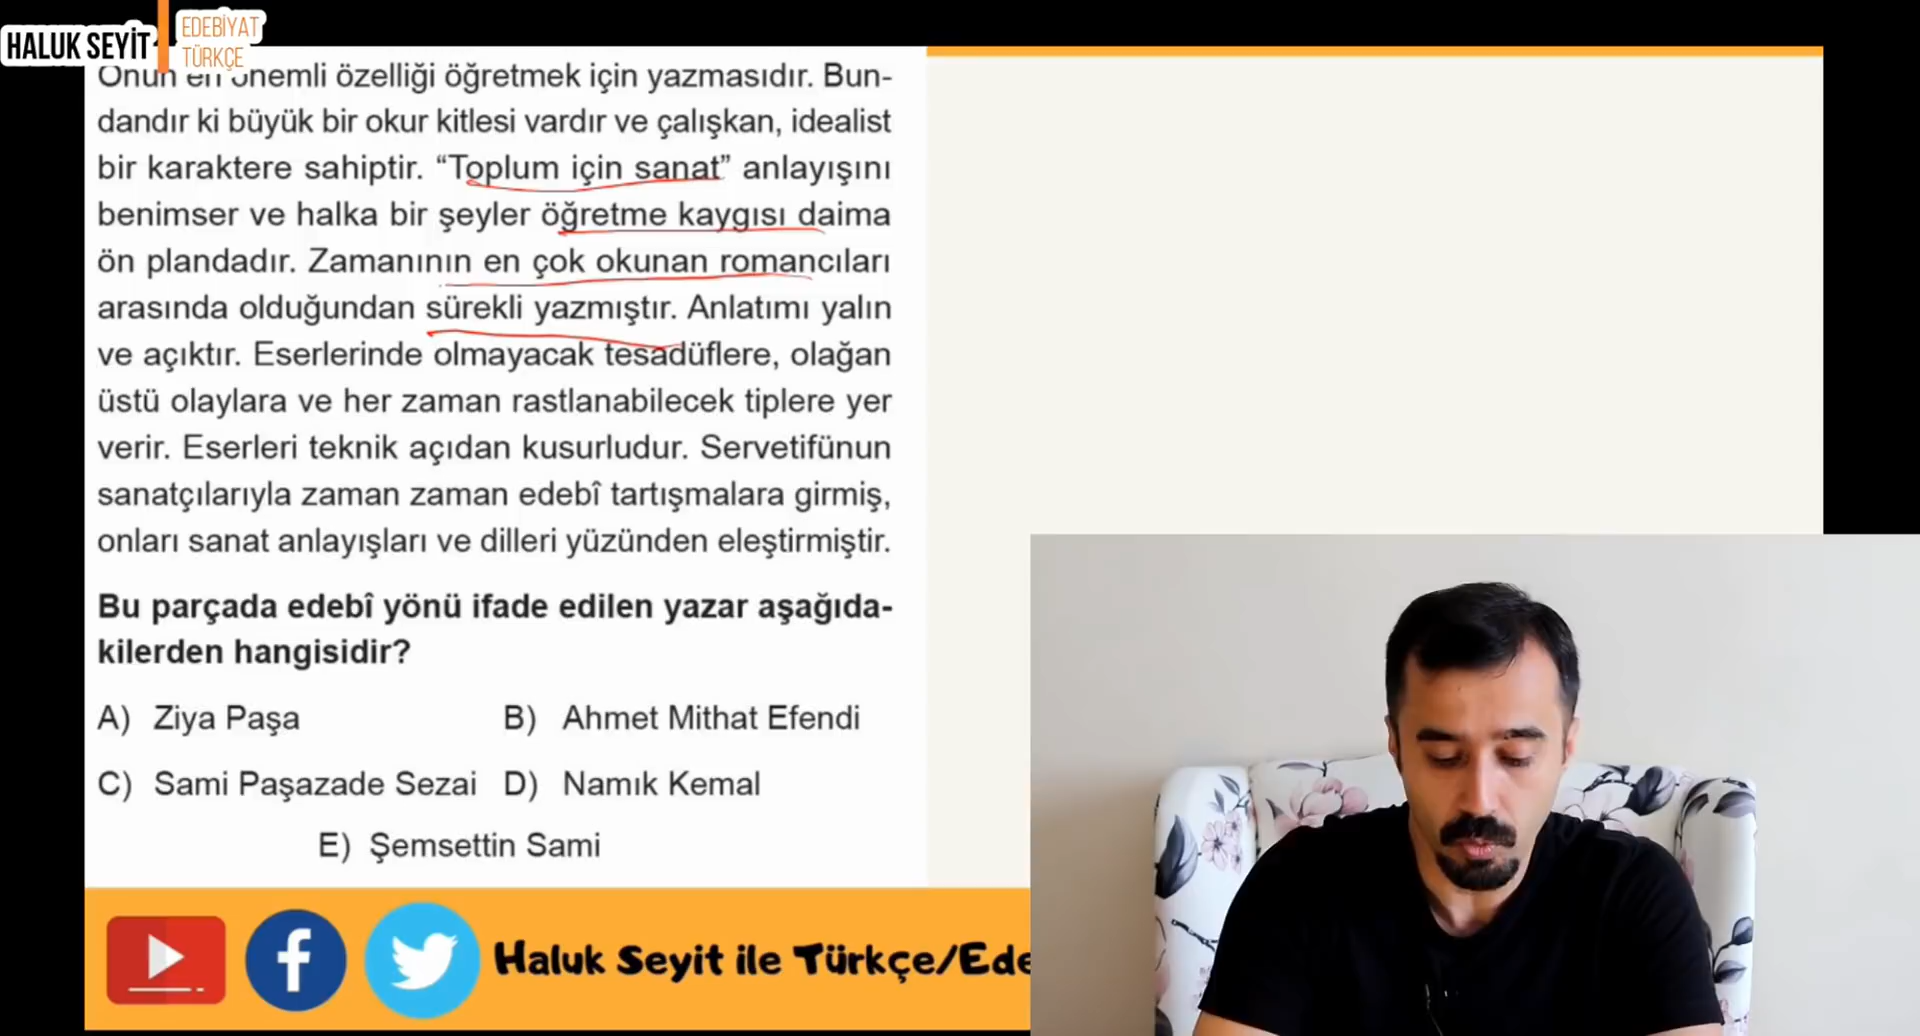 HALUK SEYİT
EDEBİYAT
TÜRKÇE
Onun en önemli özelliği öğretmek için yazmasıdır. Bun-
dandır ki büyük bir okur kitlesi vardır ve çalışkan, idealist
bir karaktere sahiptir. “Toplum için sanat” anlayışını
benimser ve halka bir şeyler öğretme kaygısı daima
ön plandadır. Zamanının en çok okunan romancıları
arasında olduğundan sürekli yazmıştır. Anlatımı yalın
ve açıktır. Eserlerinde olmayacak tesadüflere, olağan
üstü olaylara ve her zaman rastlanabilecek tiplere yer
verir. Eserleri teknik açıdan kusurludur. Servetifünun
sanatçılarıyla zaman zaman edebî tartışmalara girmiş,
onları sanat anlayışları ve dilleri yüzünden eleştirmiştir.
Bu parçada edebî yönü ifade edilen yazar aşağıda-
kilerden hangisidir?
A) Ziya Paşa B) Ahmet Mithat Efendi
C) Sami Paşazade Sezai D) Namık Kemal
E) Şemsettin Sami
Haluk Seyit ile Türkçe/Ede